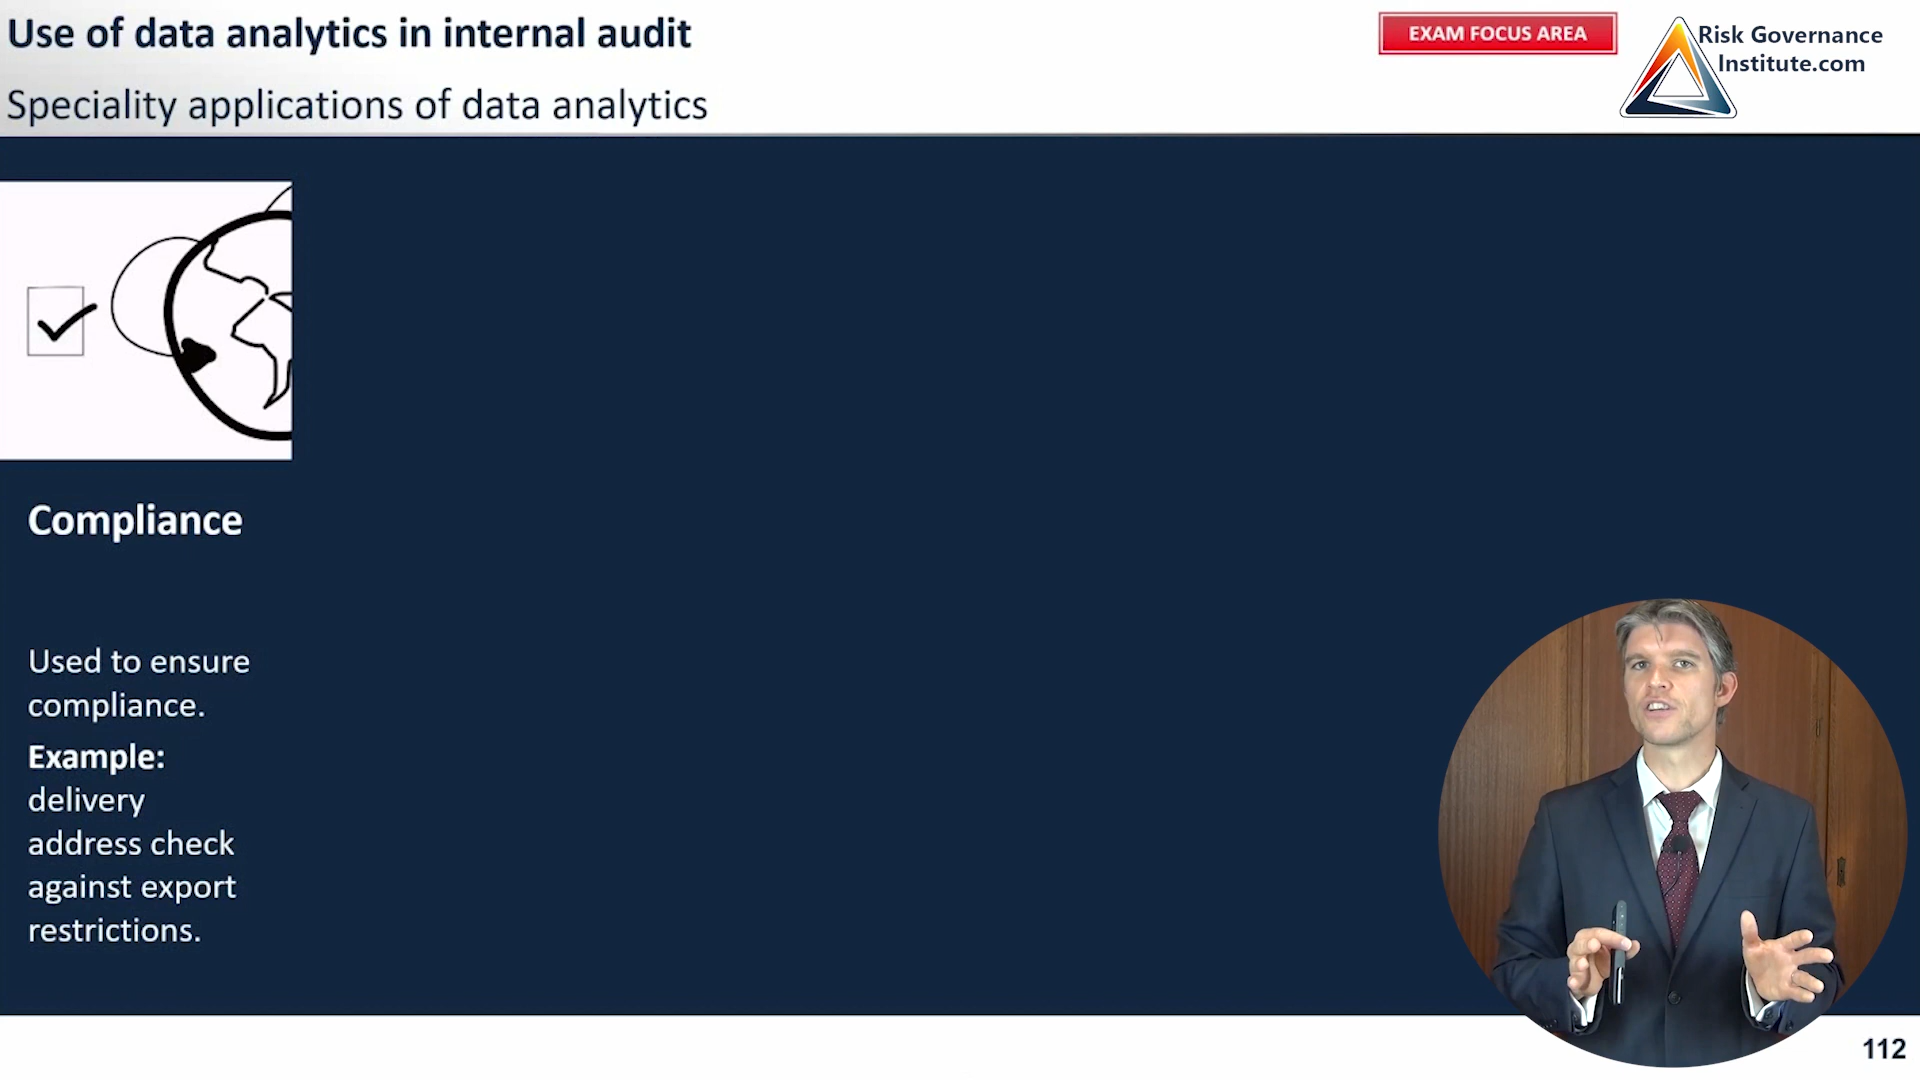 Use of data analytics in internal audit
EXAM FOCUS AREA
Risk Governance
Institute.com
Speciality applications of data analytics
Compliance
Used to ensure
compliance.
Example:
delivery
address check
against export
restrictions.
112